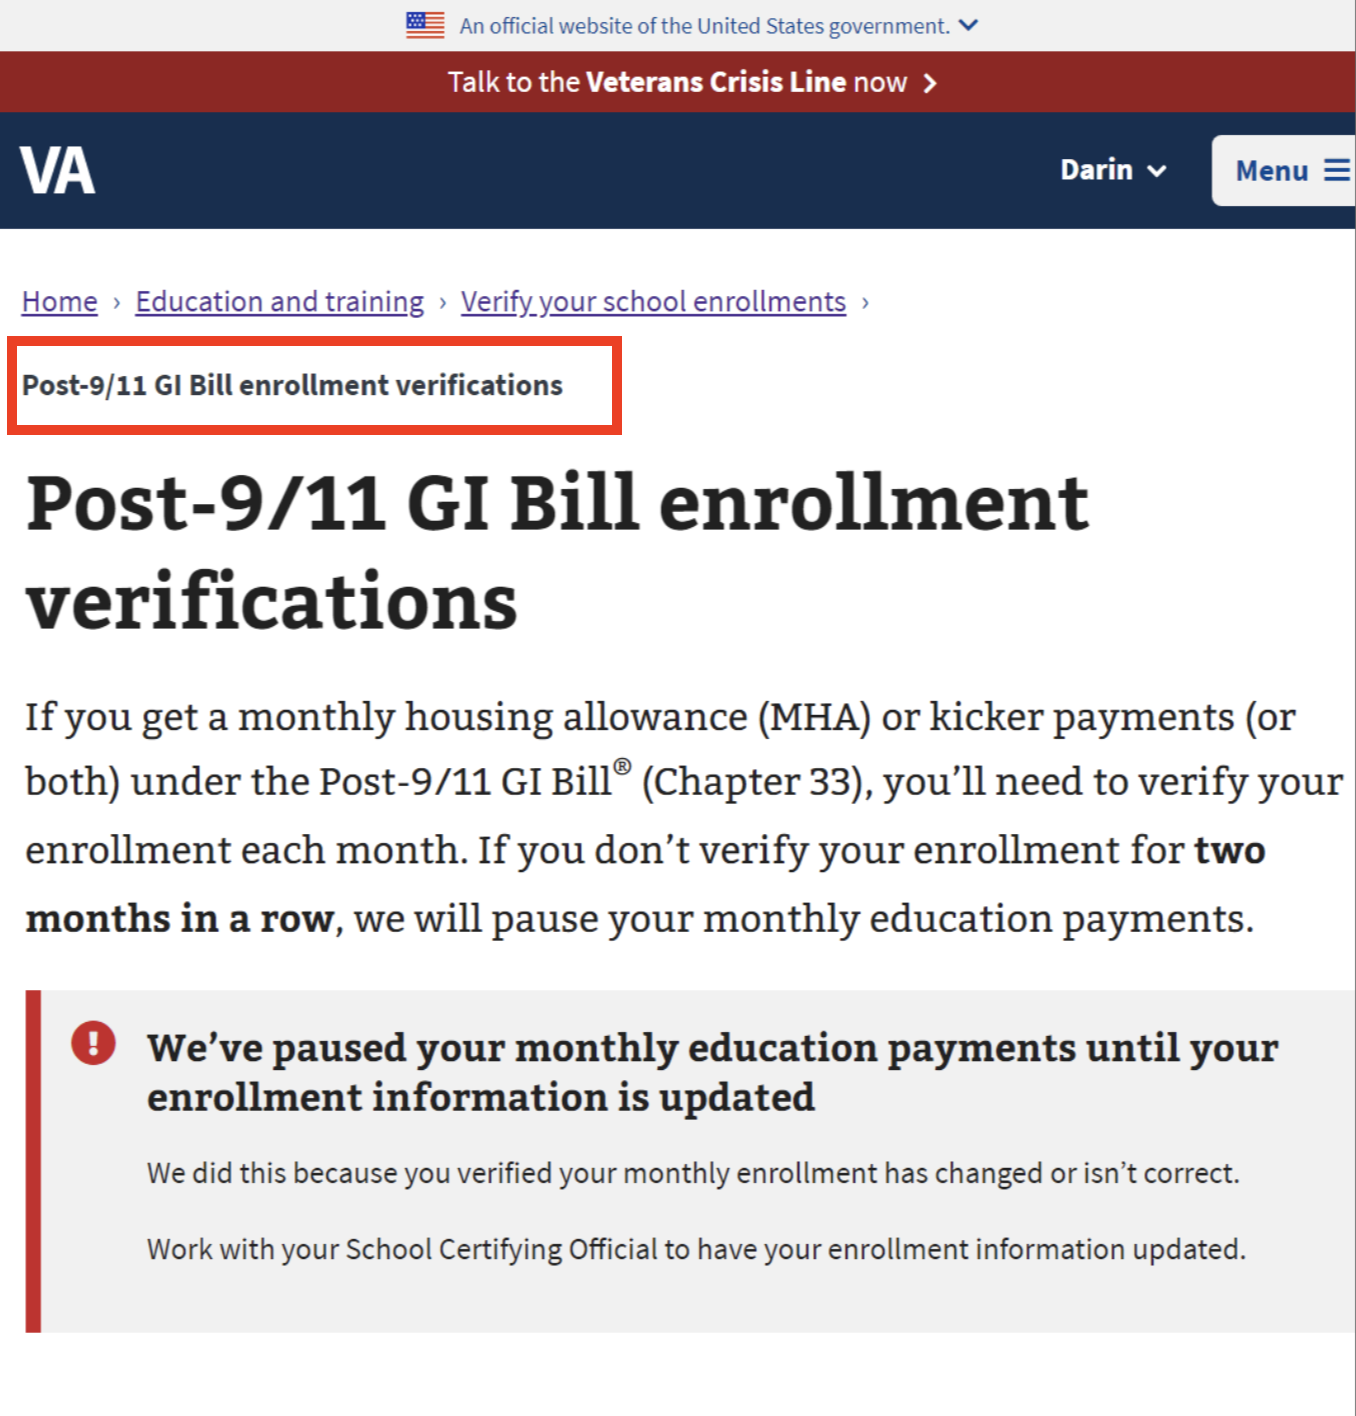 An official website of the United States government.
Talk to the Veterans Crisis Line now
VA
Darin
Menu
Home › Education and training › Verify your school enrollments ›
Post-9/11 GI Bill enrollment verifications
Post-9/11 GI Bill enrollment
verifications
If you get a monthly housing allowance (MHA) or kicker payments (or
both) under the Post-9/11 GI Bill® (Chapter 33), you’ll need to verify your
enrollment each month. If you don’t verify your enrollment for two
months in a row, we will pause your monthly education payments.
We’ve paused your monthly education payments until your
enrollment information is updated
We did this because you verified your monthly enrollment has changed or isn’t correct.
Work with your School Certifying Official to have your enrollment information updated.